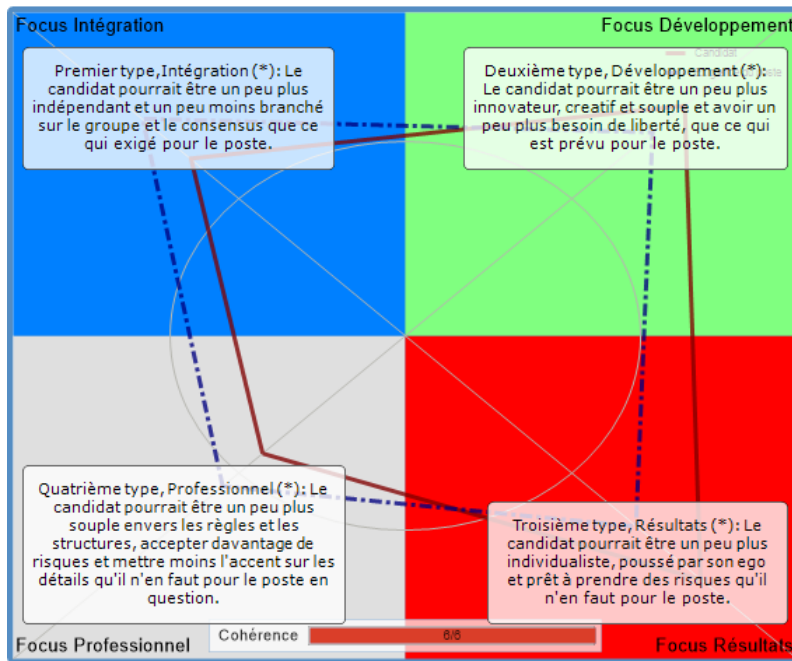 Focus Intégration
Focus Développement
Candidat
Premier type,Intégration (*): Le
candidat pourrait être un peu plus
indépendant et un peu moins branché
sur le groupe et le consensus que ce
qui exigé pour le poste.
Deuxième type, Développement (*):
Le candidat pourrait être un peu plus
innovateur, creatif et souple et avoir un
peu plus besoin de liberté, que ce qui
est prévu pour le poste.
Quatrième type, Professionnel (*): Le
candidat pourrait être un peu plus
souple envers les règles et les
structures, accepter davantage de
risques et mettre moins l'accent sur les
détails qu'il n'en faut pour le poste en
question.
Troisième type, Résultats (*): Le
candidat pourrait être un peu plus
individualiste, poussé par son ego
et prêt à prendre des risques qu'il
n'en faut pour le poste.
Cohérence
6/6
Focus Professionnel
Focus Résultats